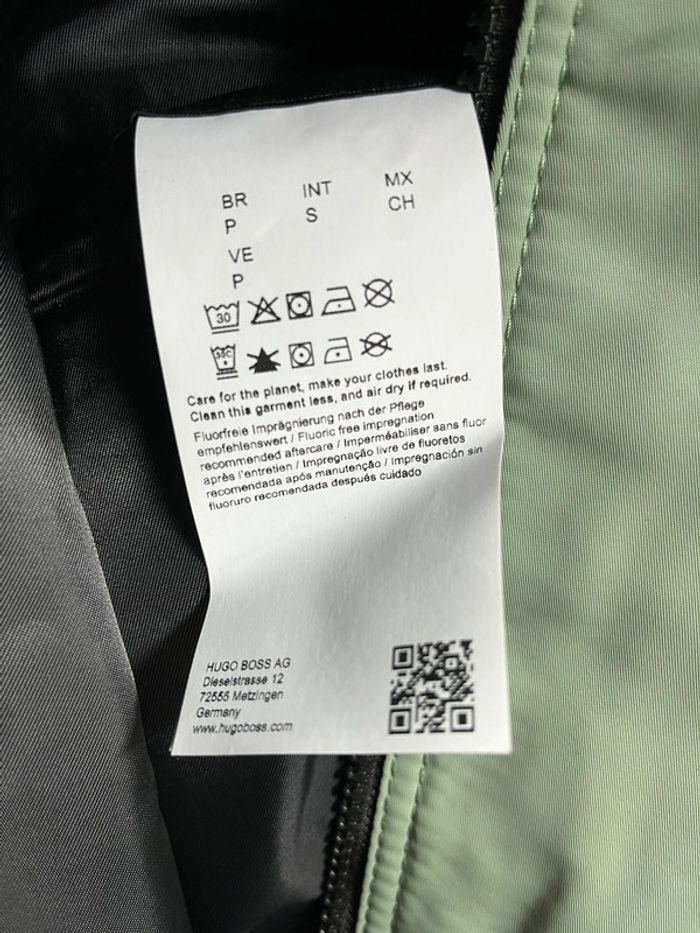 BR INT MX
P S CH
VE
P
30
30C
Care for the planet, make your clothes last.
Clean this garment less, and air dry if required.
Fluorfreie Imprägnierung nach der Pflege
empfehlenswert / Fluoric free impregnation
recommended aftercare / Imperméabiliser sans fluor
après l'entretien / Impregnação livre de fluoretos
recomendada após manutenção / Impregnación sin
fluoruro recomendada después cuidado
HUGO BOSS AG
Dieselstrasse 12
72555 Metzingen
Germany
www.hugoboss.com